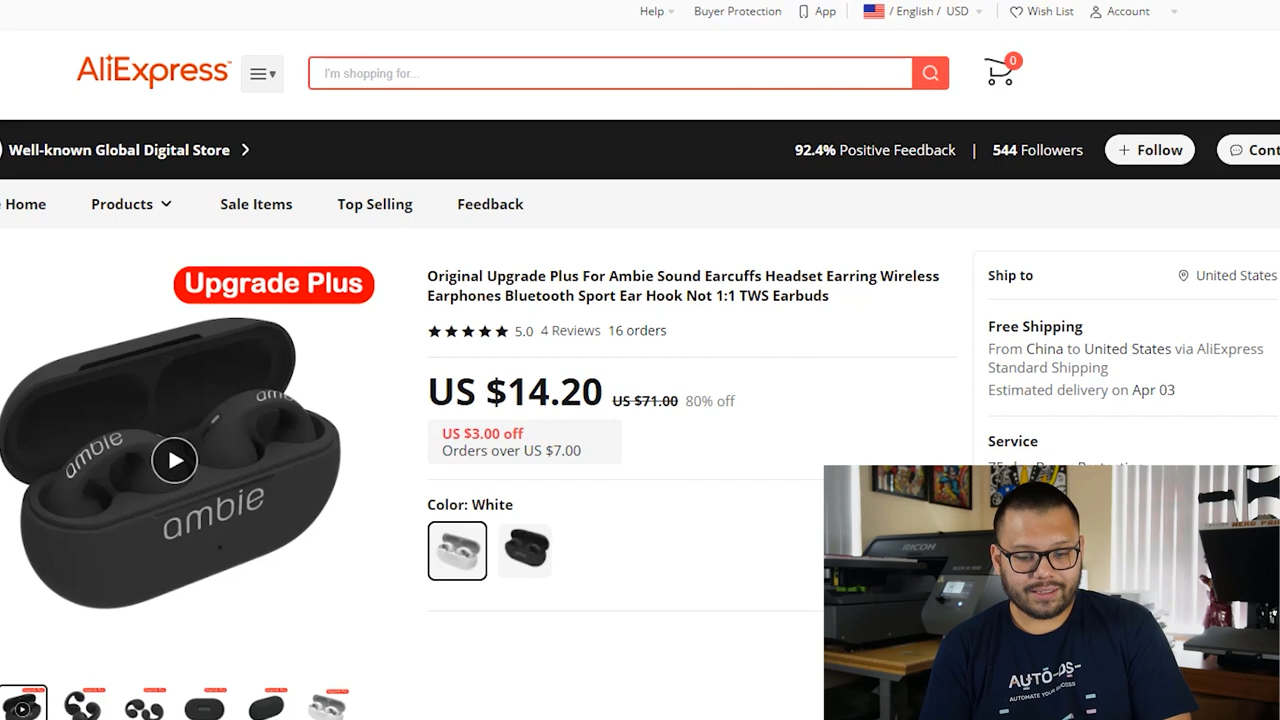 Help
Buyer Protection
App
/ English / USD
Wish List
Account
AliExpress
I'm shopping for...
0
Well-known Global Digital Store
92.4% Positive Feedback | 544 Followers
+ Follow
Cont
Home
Products
Sale Items
Top Selling
Feedback
Upgrade Plus
ambie
ambie
ambie
Original Upgrade Plus For Ambie Sound Earcuffs Headset Earring Wireless
Earphones Bluetooth Sport Ear Hook Not 1:1 TWS Earbuds
5.0 4 Reviews 16 orders
US $14.20 US $71.00 80% off
US $3.00 off
Orders over US $7.00
Color: White
Ship to
United States
Free Shipping
From China to United States via AliExpress
Standard Shipping
Estimated delivery on Apr 03
Service
RICOH
AUTO-DS-
AUTOMATE YOUR SUCCESS